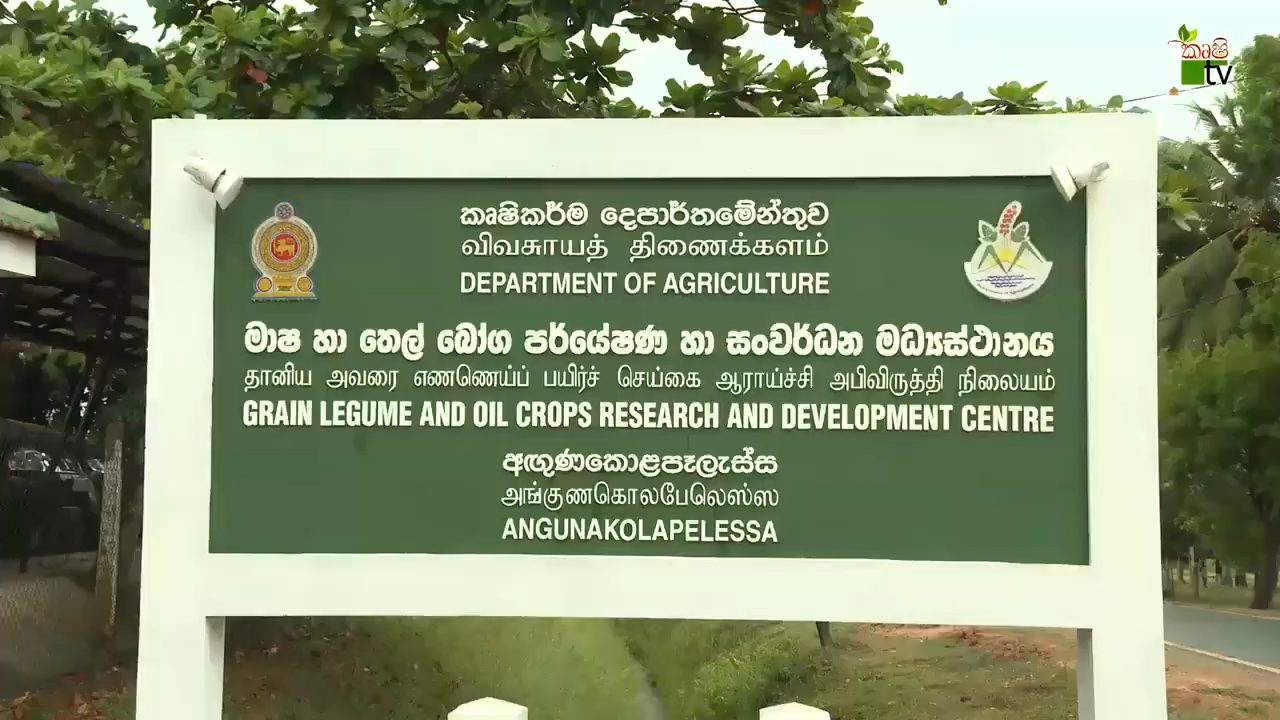 කෘෂි
tv
කෘෂිකර්ම දෙපාර්තමේන්තුව
விவசாயத் திணைக்களம்
DEPARTMENT OF AGRICULTURE
මාෂ හා තෙල් බෝග පර්යේෂණ හා සංවර්ධන මධ්‍යස්ථානය
தானிய அவரை எண்ணெய்ப் பயிர்ச் செய்கை ஆராய்ச்சி அபிவிருத்தி நிலையம்
GRAIN LEGUME AND OIL CROPS RESEARCH AND DEVELOPMENT CENTRE
අඟුණකොළපැලැස්ස
அங்குணகொலபேலெஸ்ஸ
ANGUNAKOLAPELESSA